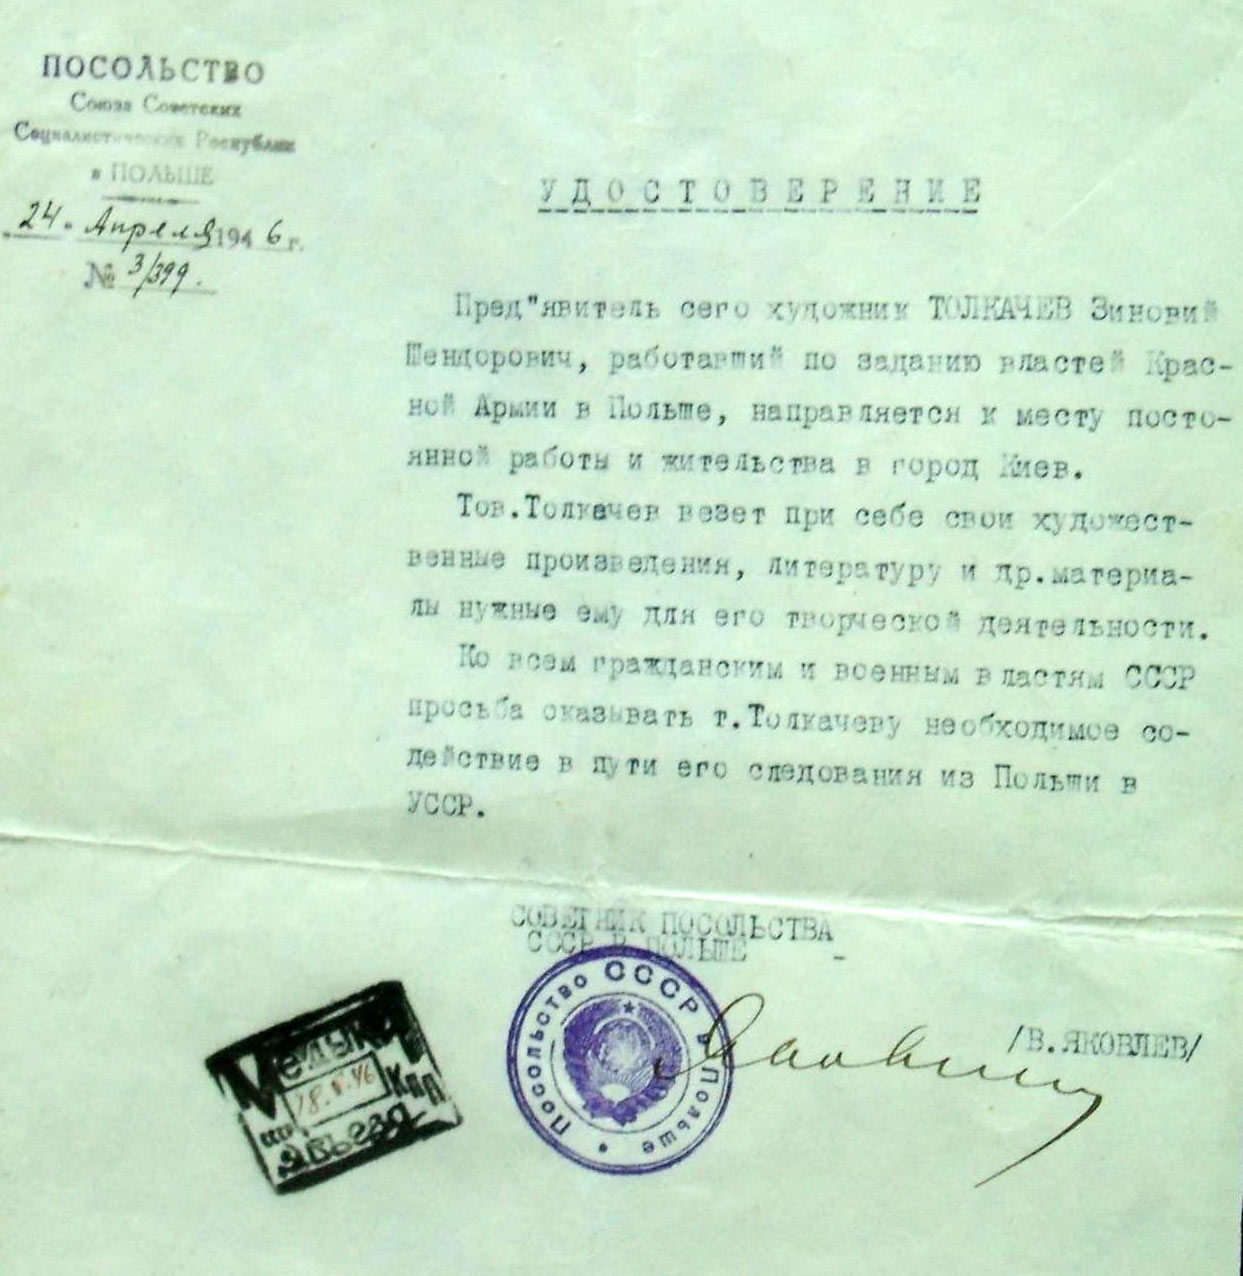 ПОСОЛЬСТВО
Союза Советских
Социалистических Республик
в ПОЛЬШЕ
24 Апреля 1946 г.
№ 3/399.
УДОСТОВЕРЕНИЕ
Пред"явитель сего художник ТОЛКАЧЕВ Зиновий
Шендорович, работавший по заданию властей Крас-
ной Армии в Польше, направляется к месту посто-
янной работы и жительства в город Киев.
Тов.Толкачев везет при себе свои художест-
венные произведения, литературу и др.материа-
лы нужные ему для его творческой деятельности.
Ко всем гражданским и военным властям СССР
просьба оказывать т.Толкачеву необходимое со-
действие в пути его следования из Польши в
УССР.
СОВЕТНИК ПОСОЛЬСТВА
СССР В ПОЛЬШЕ
Посольство СССР в Польше
/В.ЯКОВЛЕВ/
КПП
Въезд